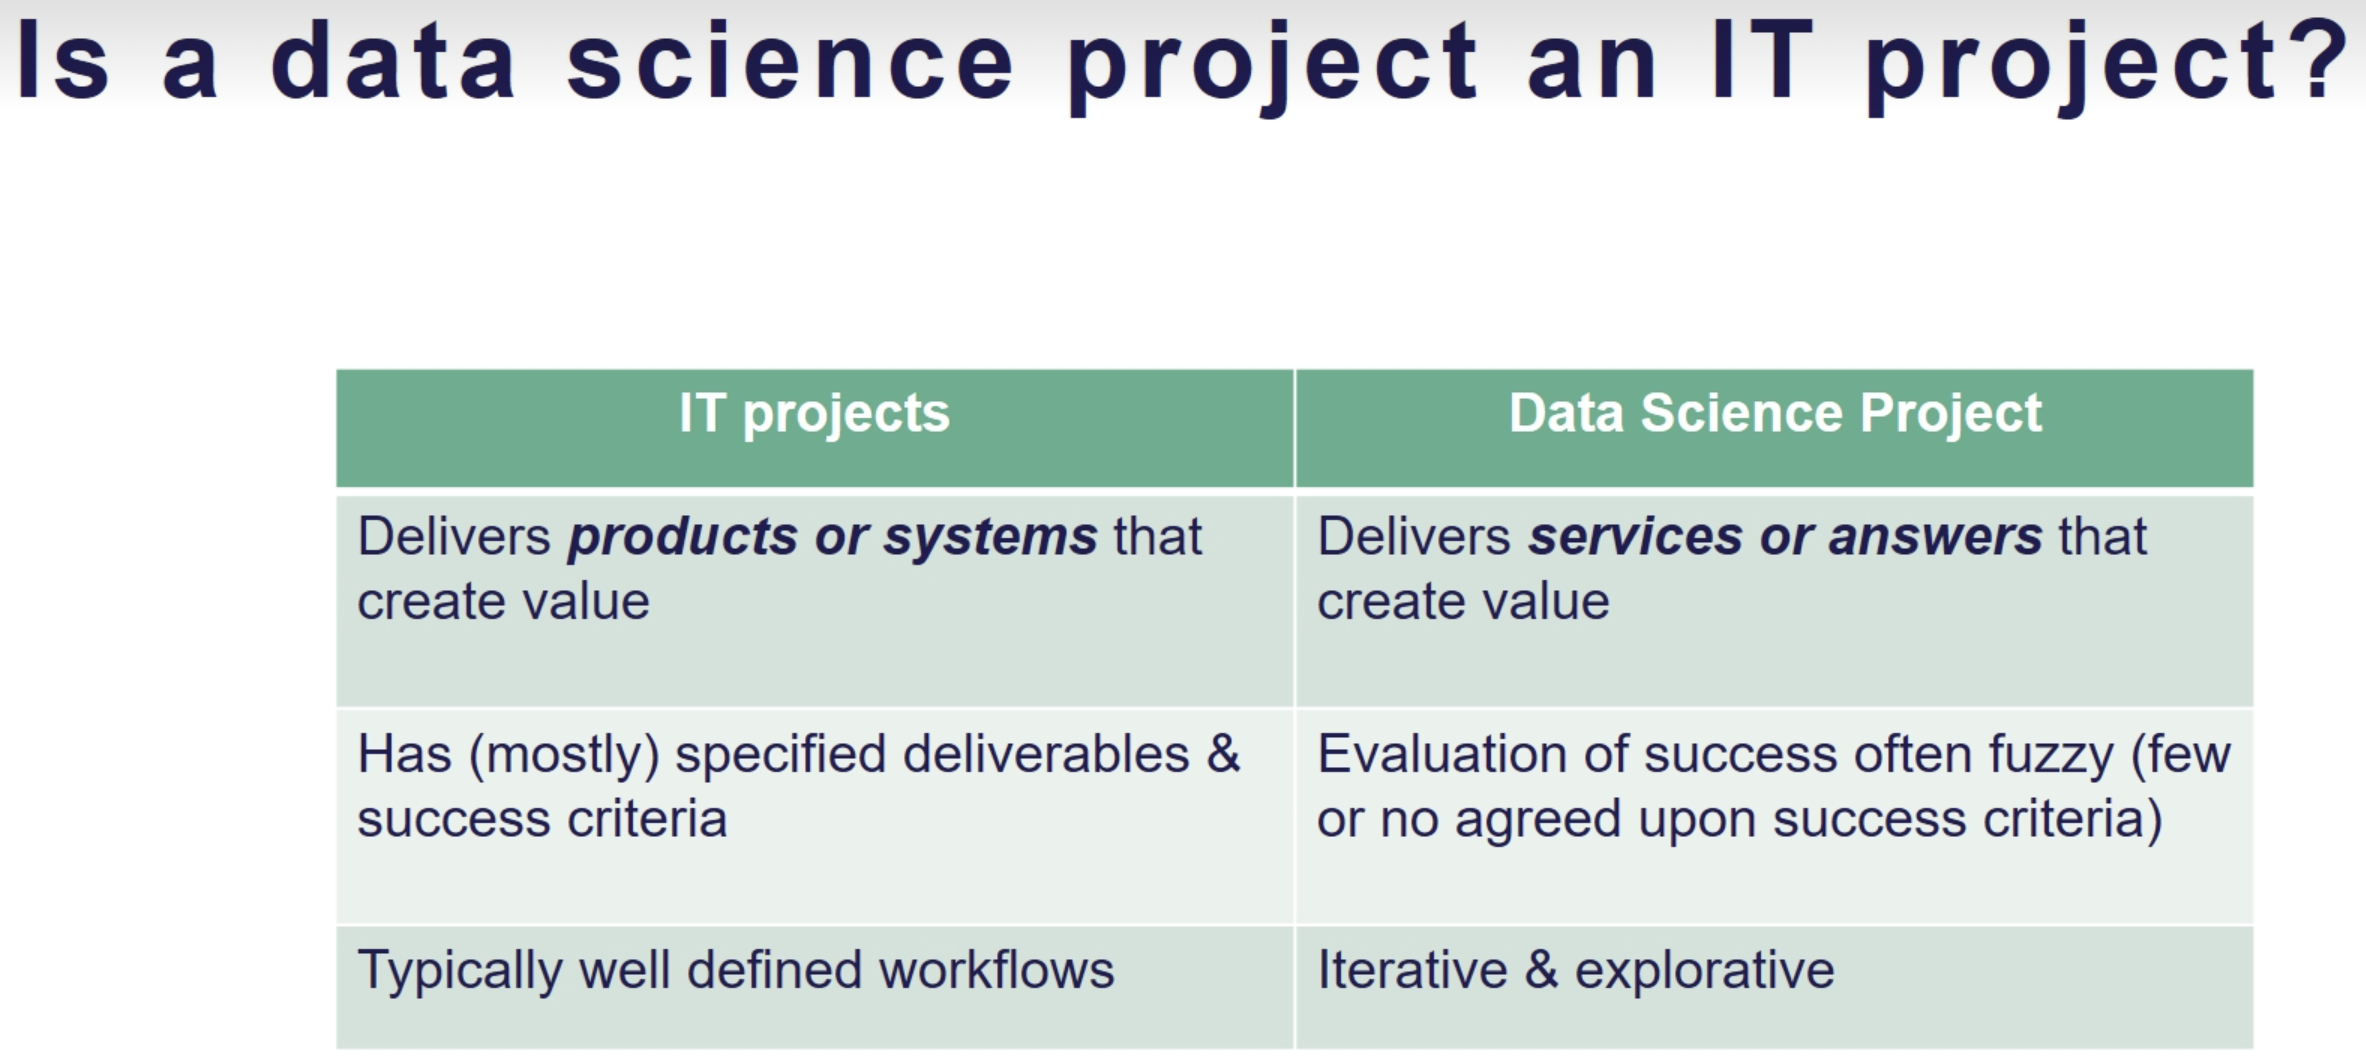 Is a data science project an IT project?
IT projects
Data Science Project
Delivers products or systems that
create value
Delivers services or answers that
create value
Has (mostly) specified deliverables &
success criteria
Evaluation of success often fuzzy (few
or no agreed upon success criteria)
Typically well defined workflows
Iterative & explorative